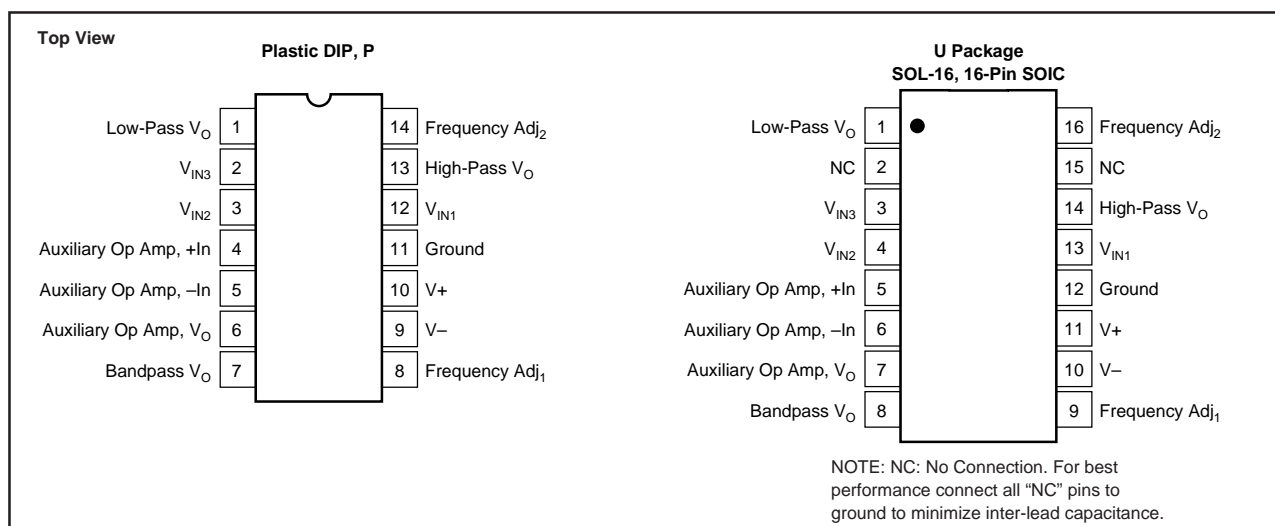 Top View
Plastic DIP, P
Low-Pass VO 1 14 Frequency Adj2
VIN3 2 13 High-Pass VO
VIN2 3 12 VIN1
Auxiliary Op Amp, +In 4 11 Ground
Auxiliary Op Amp, –In 5 10 V+
Auxiliary Op Amp, VO 6 9 V–
Bandpass VO 7 8 Frequency Adj1
U Package
SOL-16, 16-Pin SOIC
Low-Pass VO 1 16 Frequency Adj2
NC 2 15 NC
VIN3 3 14 High-Pass VO
VIN2 4 13 VIN1
Auxiliary Op Amp, +In 5 12 Ground
Auxiliary Op Amp, –In 6 11 V+
Auxiliary Op Amp, VO 7 10 V–
Bandpass VO 8 9 Frequency Adj1
NOTE: NC: No Connection. For best
performance connect all “NC” pins to
ground to minimize inter-lead capacitance.